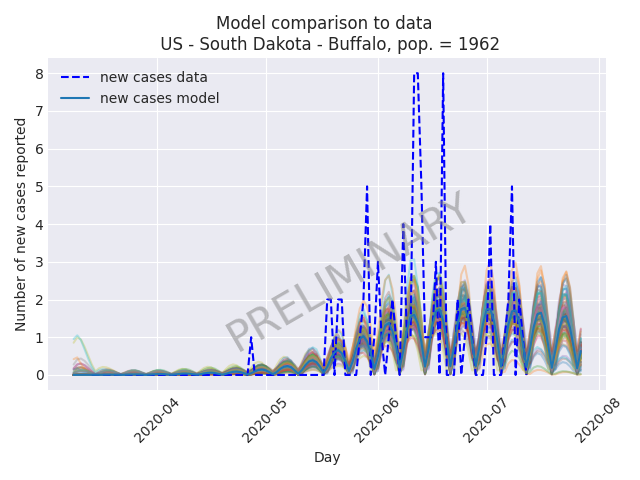 Model comparison to data
US - South Dakota - Buffalo, pop. = 1962
new cases data
new cases model
PRELIMINARY
Number of new cases reported
8
7
6
5
4
3
2
1
0
2020-04
2020-05
2020-06
2020-07
2020-08
Day